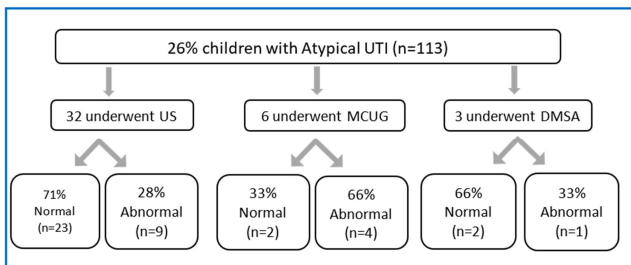 26% children with Atypical UTI (n=113)
32 underwent US
6 underwent MCUG
3 underwent DMSA
71%
Normal
(n=23)
28%
Abnormal
(n=9)
33%
Normal
(n=2)
66%
Abnormal
(n=4)
66%
Normal
(n=2)
33%
Abnormal
(n=1)